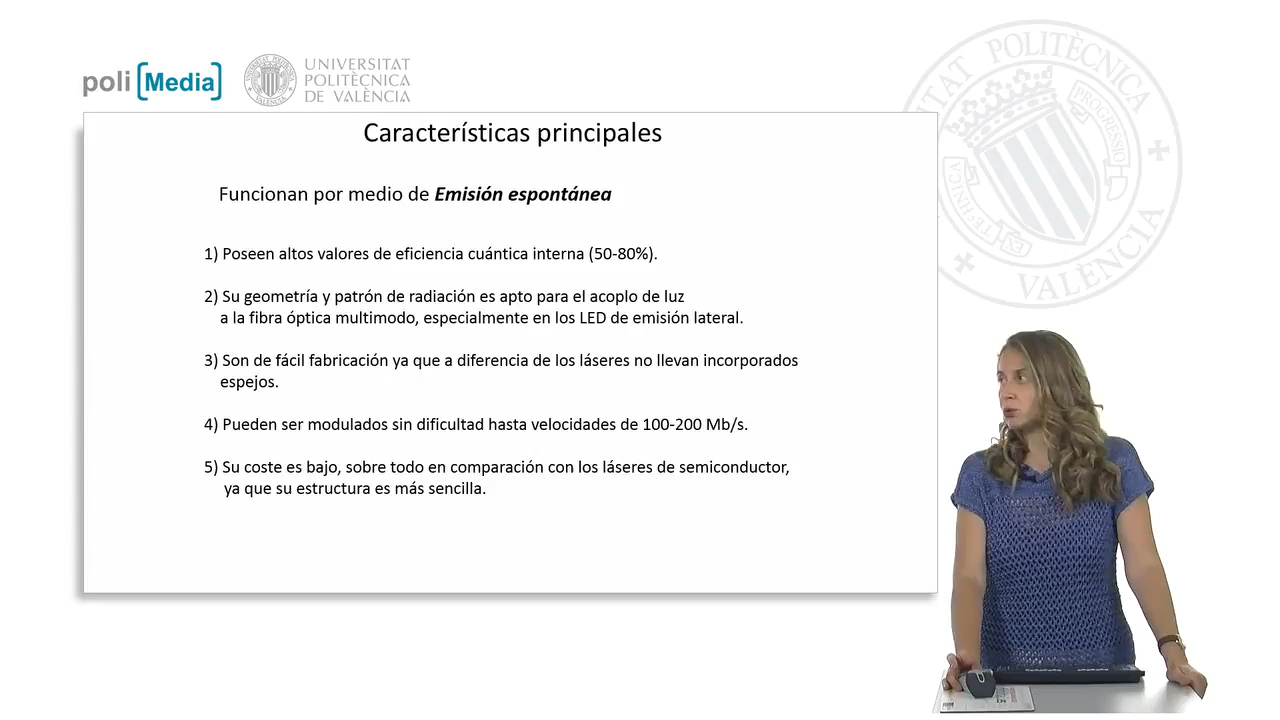 poli [Media]
UNIVERSITAT
POLITÈCNICA
DE VALÈNCIA
Características principales
Funcionan por medio de Emisión espontánea
1) Poseen altos valores de eficiencia cuántica interna (50-80%).
2) Su geometría y patrón de radiación es apto para el acoplo de luz
a la fibra óptica multimodo, especialmente en los LED de emisión lateral.
3) Son de fácil fabricación ya que a diferencia de los láseres no llevan incorporados
espejos.
4) Pueden ser modulados sin dificultad hasta velocidades de 100-200 Mb/s.
5) Su coste es bajo, sobre todo en comparación con los láseres de semiconductor,
ya que su estructura es más sencilla.
POLITÈCNICA
VALÈNCIA
PROGRESSIO